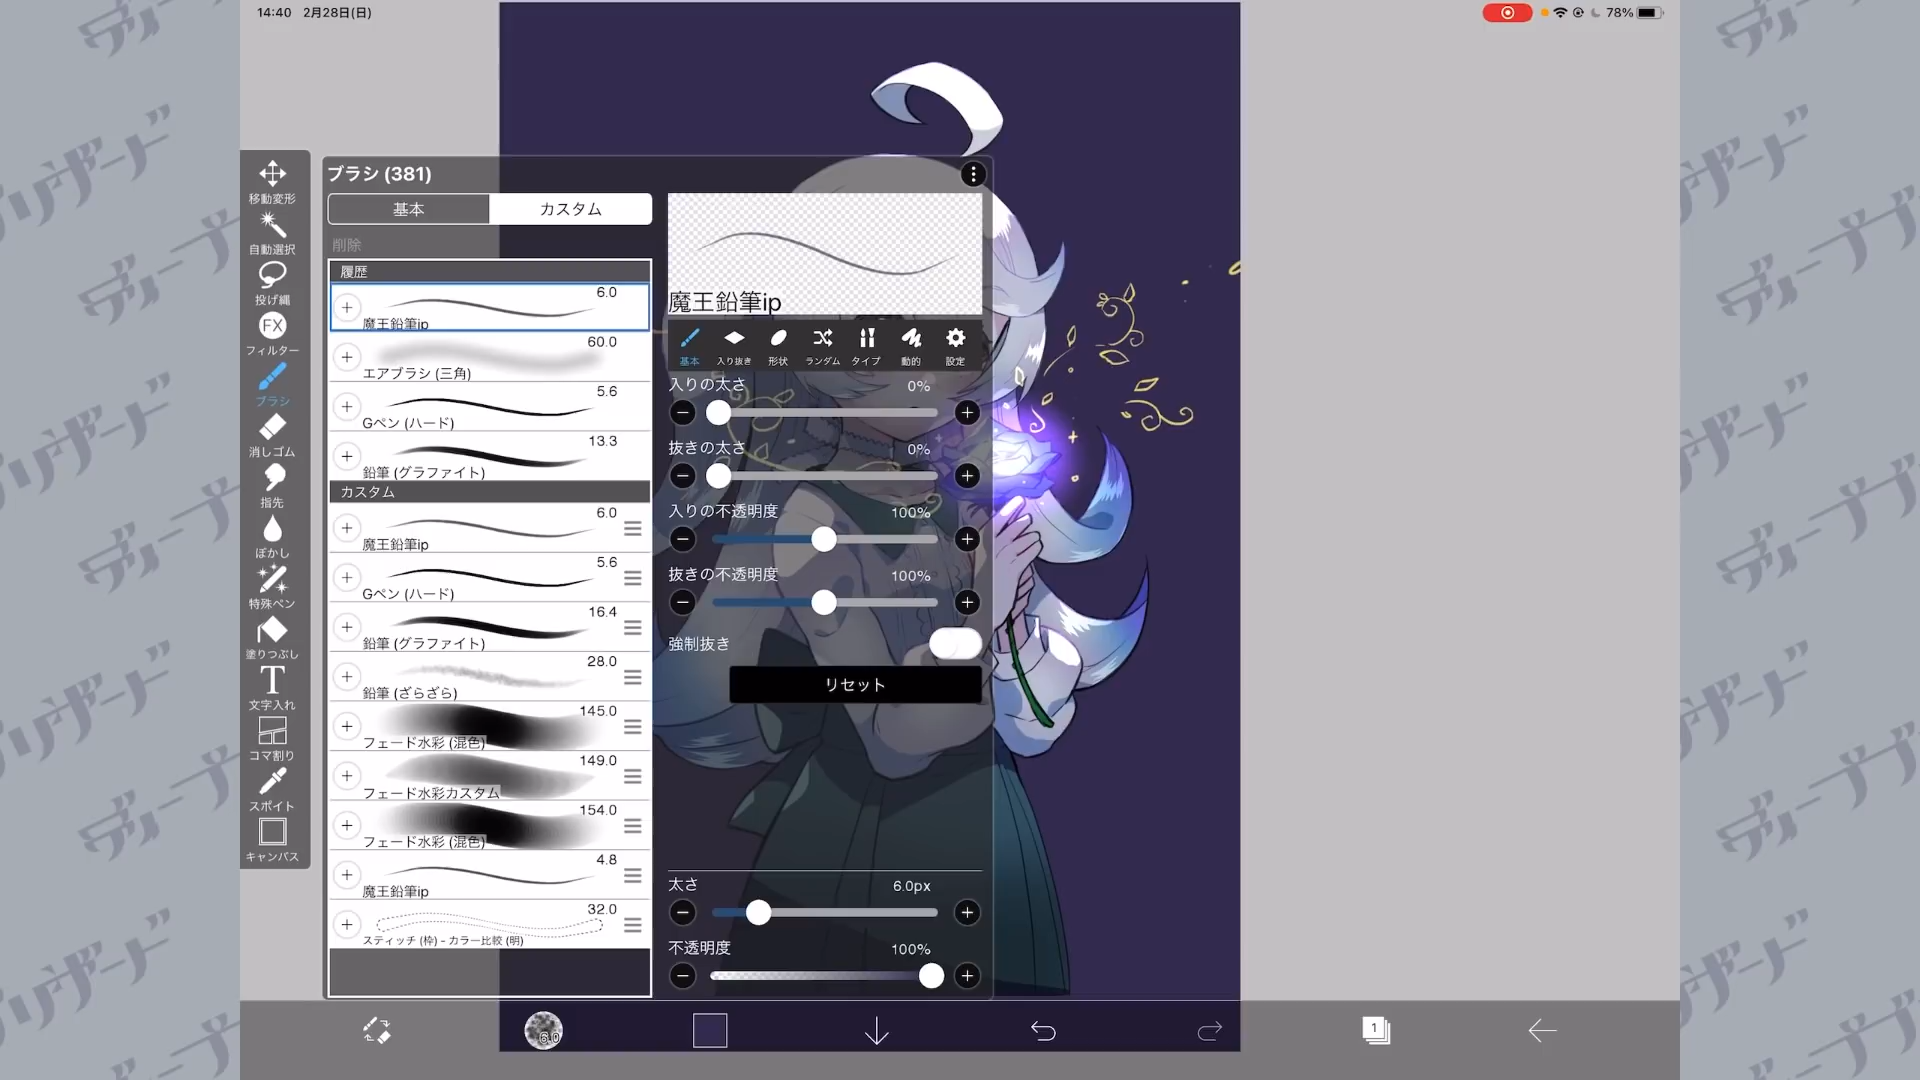 14:40 2月28日(日)
78%
移動変形
自動選択
投げ縄
FX
フィルター
ブラシ
消しゴム
指先
ぼかし
特殊ペン
塗りつぶし
T
文字入れ
コマ割り
スポイト
キャンバス
ブラシ (381)
基本
カスタム
削除
履歴
6.0
魔王鉛筆ip
60.0
エアブラシ (三角)
5.6
Gペン (ハード)
13.3
鉛筆 (グラファイト)
カスタム
6.0
魔王鉛筆ip
5.6
Gペン (ハード)
16.4
鉛筆 (グラファイト)
28.0
鉛筆 (ざらざら)
145.0
フェード水彩 (混色)
149.0
フェード水彩カスタム
154.0
フェード水彩 (混色)
4.8
魔王鉛筆ip
32.0
スティッチ (枠) - カラー比較 (明)
魔王鉛筆ip
基本
入り抜き
形状
ランダム
タイプ
動的
設定
入りの太さ 0%
抜きの太さ 0%
入りの不透明度 100%
抜きの不透明度 100%
強制抜き
リセット
太さ 6.0px
不透明度 100%
6.0
1